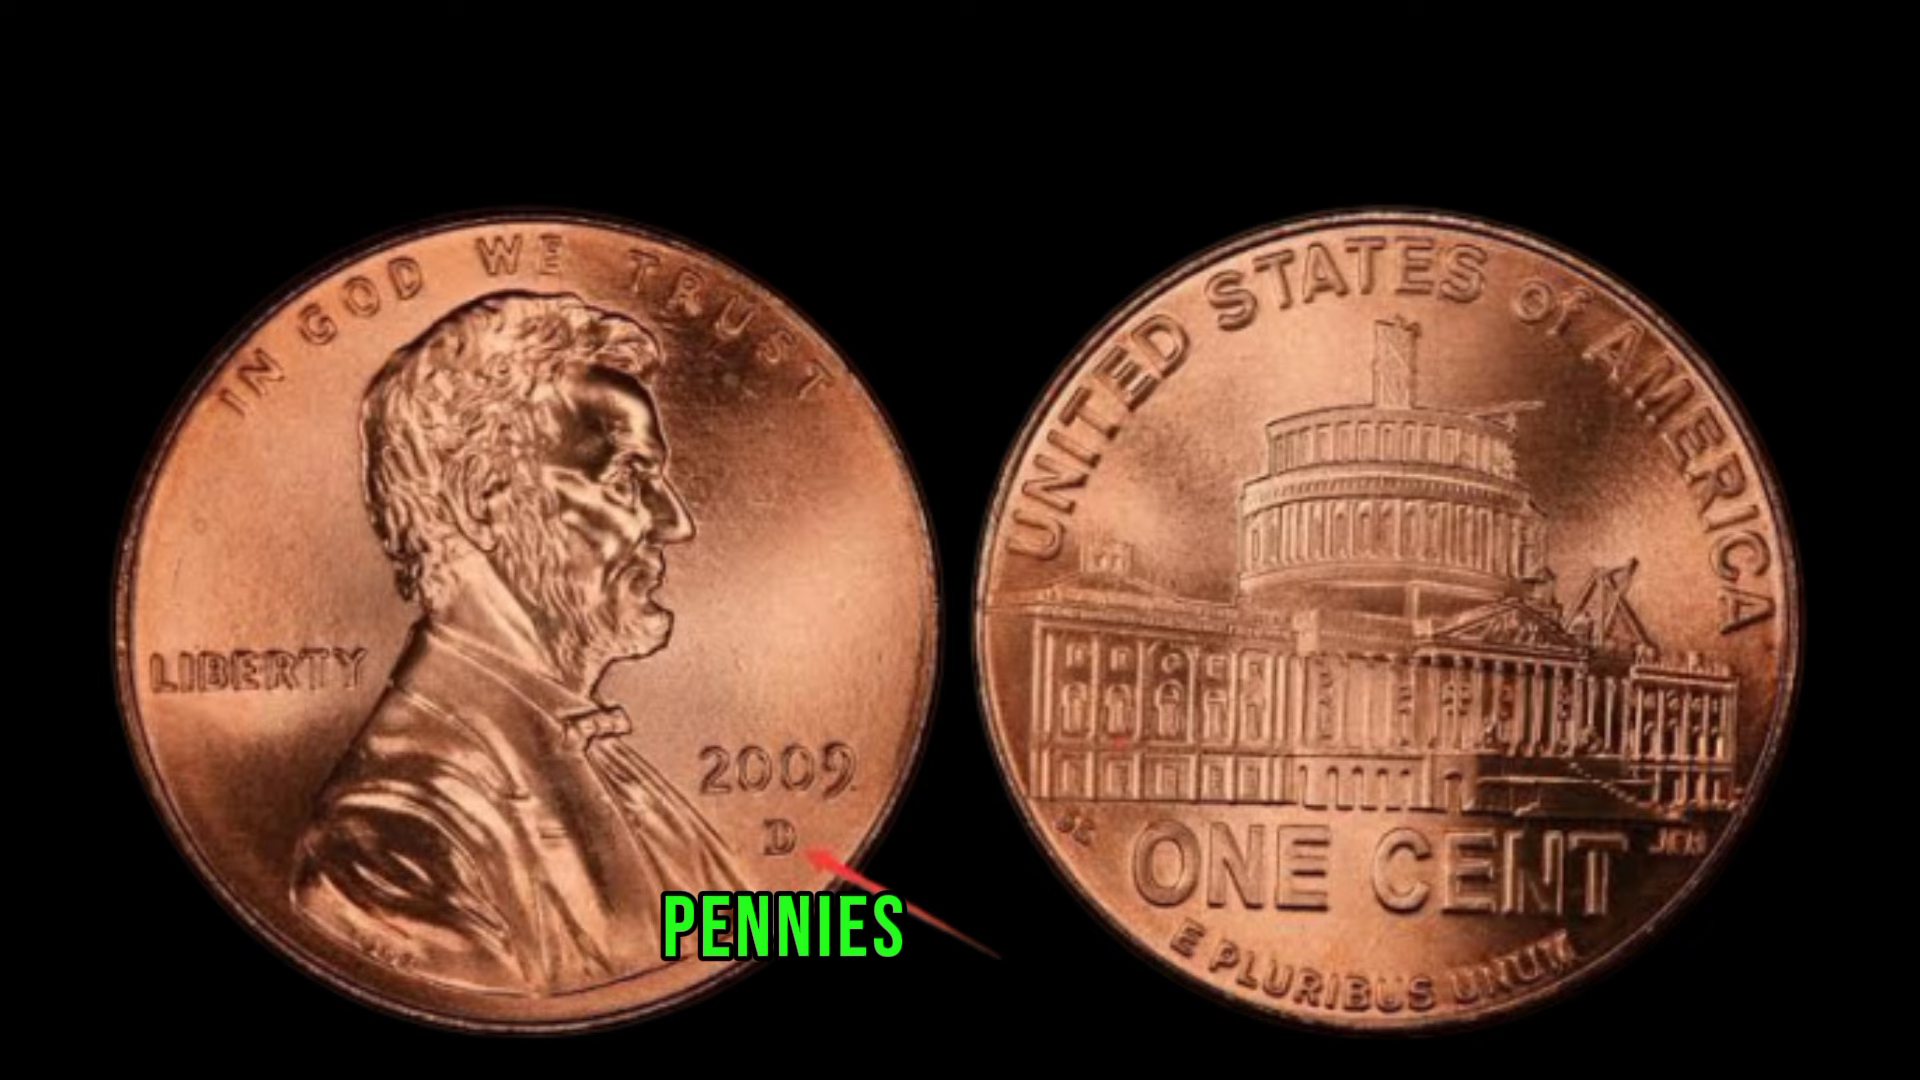 IN GOD WE TRUST
LIBERTY
2009
D
PENNIES
UNITED STATES of AMERICA
ONE CENT
E PLURIBUS UNUM